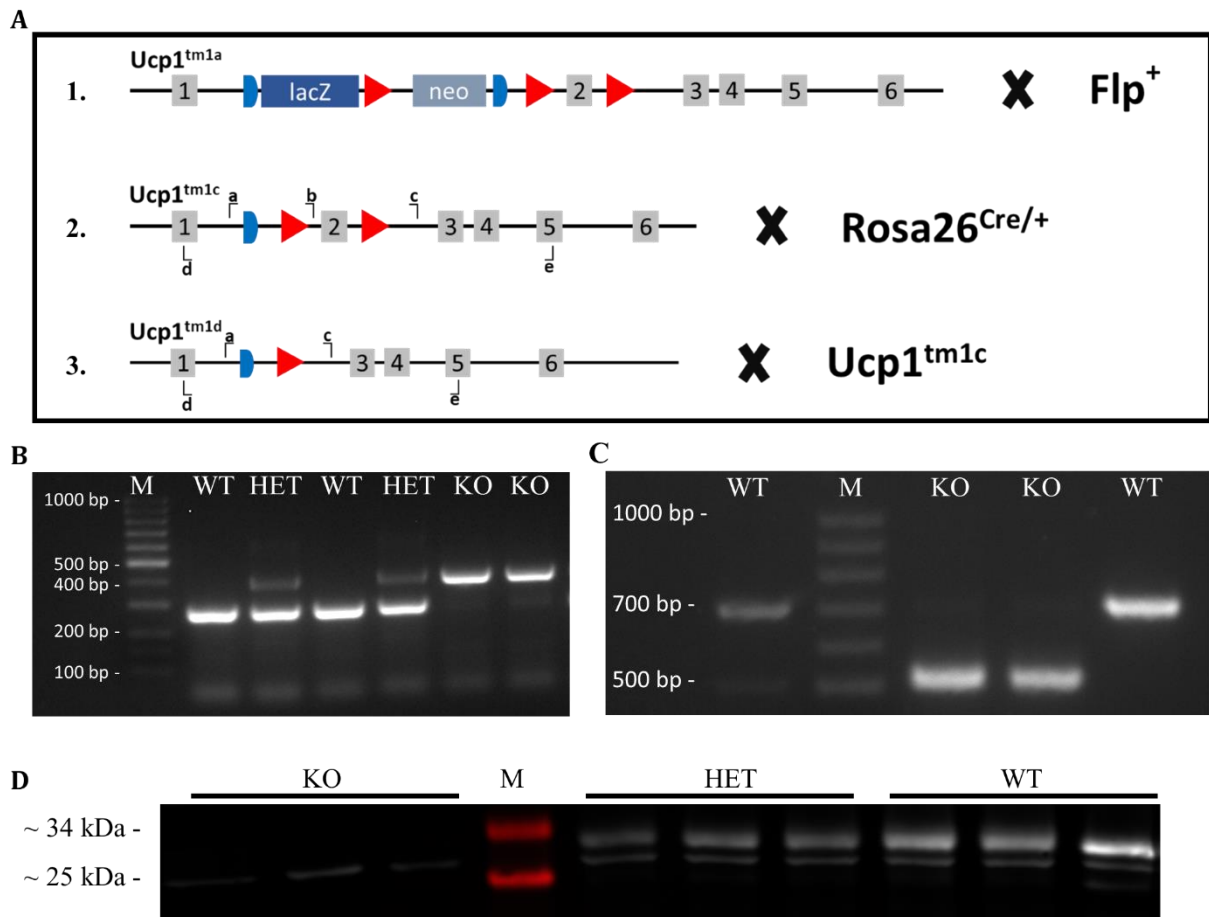 A
Ucp1tm1a
1. 1 lacZ neo 2 3 4 5 6 X Flp+
Ucp1tm1c a b c
2. 1 2 3 4 5 6 X Rosa26Cre/+
d e
Ucp1tm1d a c
3. 1 3 4 5 6 X Ucp1tm1c
d e
B
M WT HET WT HET KO KO
1000 bp -
500 bp -
400 bp -
200 bp -
100 bp -
C
WT M KO KO WT
1000 bp -
700 bp -
500 bp -
D
KO M HET WT
~ 34 kDa -
~ 25 kDa -